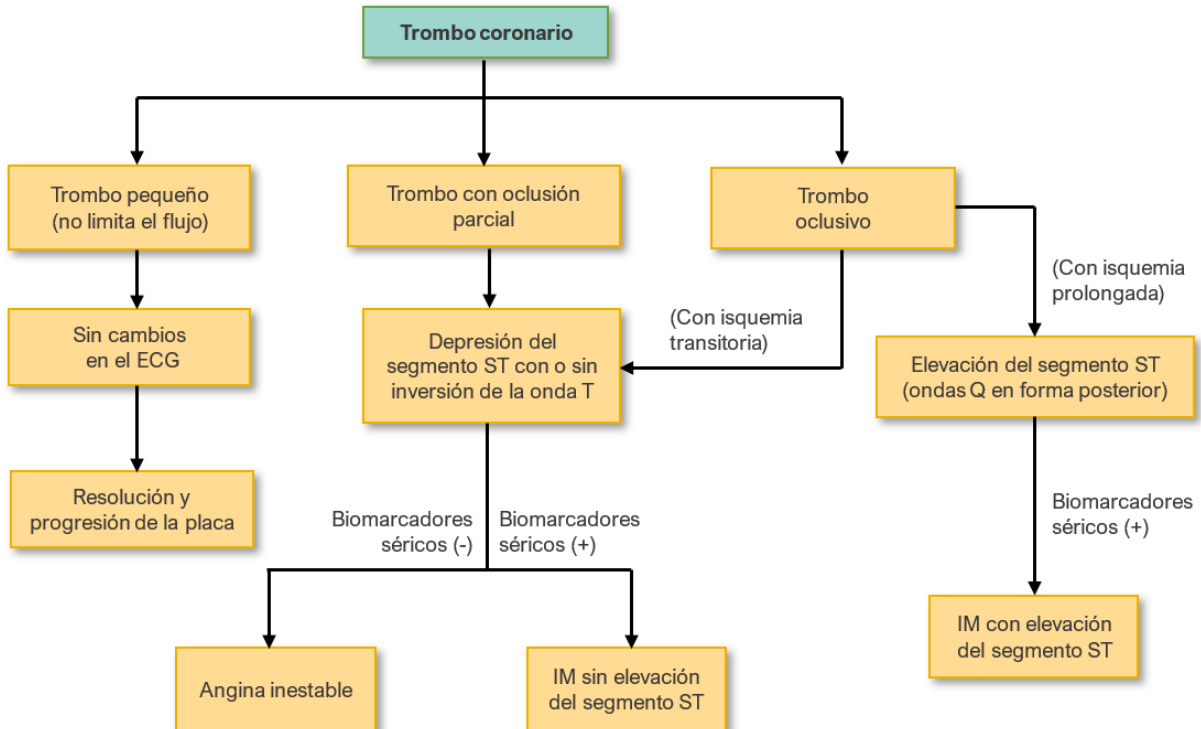 Trombo coronario
Trombo pequeño
(no limita el flujo)
Trombo con oclusión
parcial
Trombo
oclusivo
(Con isquemia
prolongada)
(Con isquemia
transitoria)
Sin cambios
en el ECG
Depresión del
segmento ST con o sin
inversión de la onda T
Elevación del segmento ST
(ondas Q en forma posterior)
Resolución y
progresión de la placa
Biomarcadores
séricos (-)
Biomarcadores
séricos (+)
Biomarcadores
séricos (+)
Angina inestable
IM sin elevación
del segmento ST
IM con elevación
del segmento ST